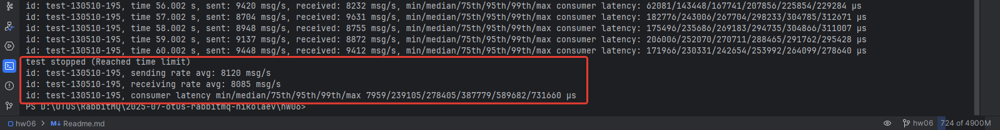 id: test-130510-195, time 56.002 s, sent: 9420 msg/s, received: 8232 msg/s, min/median/75th/95th/99th/max consumer latency: 62081/143448/167741/207856/225854/229284 µs
id: test-130510-195, time 57.002 s, sent: 8704 msg/s, received: 9631 msg/s, min/median/75th/95th/99th/max consumer latency: 182776/243006/267704/298233/304785/312671 µs
id: test-130510-195, time 58.002 s, sent: 8948 msg/s, received: 8755 msg/s, min/median/75th/95th/99th/max consumer latency: 175496/235686/269183/294735/304866/311007 µs
id: test-130510-195, time 59.002 s, sent: 9137 msg/s, received: 8872 msg/s, min/median/75th/95th/99th/max consumer latency: 206006/252070/270711/288465/291762/295428 µs
id: test-130510-195, time 60.002 s, sent: 9448 msg/s, received: 9412 msg/s, min/median/75th/95th/99th/max consumer latency: 171966/230331/242654/253992/264099/278640 µs
test stopped (Reached time limit)
id: test-130510-195, sending rate avg: 8120 msg/s
id: test-130510-195, receiving rate avg: 8085 msg/s
id: test-130510-195, consumer latency min/median/75th/95th/99th/max 7959/239105/278405/387779/589682/731660 µs
PS D:\OTUS\RabbitMQ\2025-07-otus-rabbitmq-nikolaev\hw06>
hw06 > M↓ Readme.md hw06 724 of 4900M